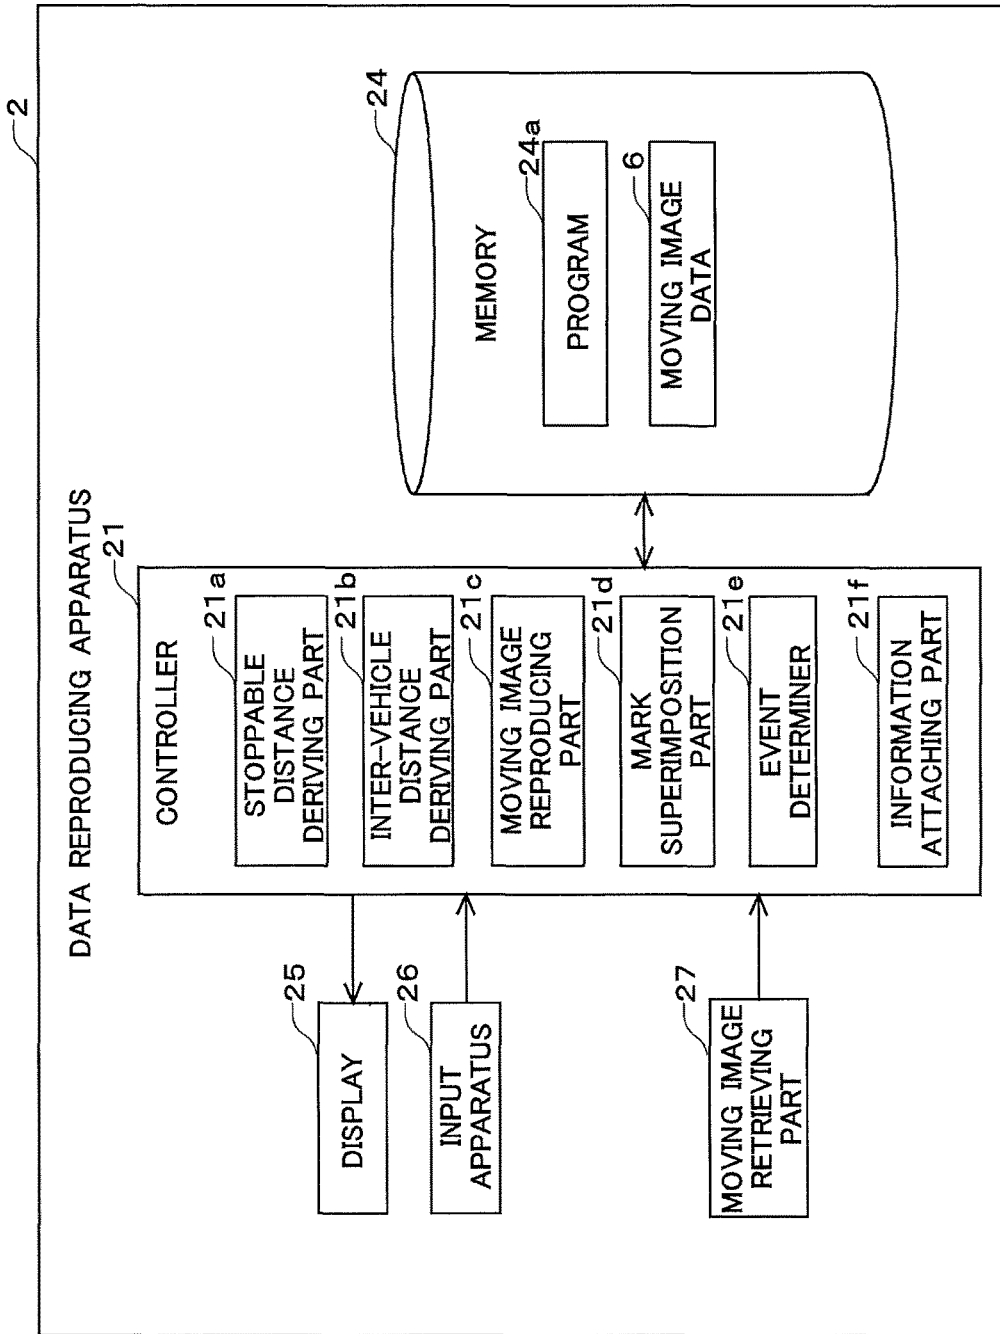 2
DATA REPRODUCING APPARATUS
21
CONTROLLER
21a
STOPPABLE
DISTANCE
DERIVING PART
21b
INTER-VEHICLE
DISTANCE
DERIVING PART
21c
MOVING IMAGE
REPRODUCING
PART
21d
MARK
SUPERIMPOSITION
PART
21e
EVENT
DETERMINER
21f
INFORMATION
ATTACHING PART
25
DISPLAY
26
INPUT
APPARATUS
27
MOVING IMAGE
RETRIEVING
PART
24
MEMORY
24a
PROGRAM
6
MOVING IMAGE
DATA